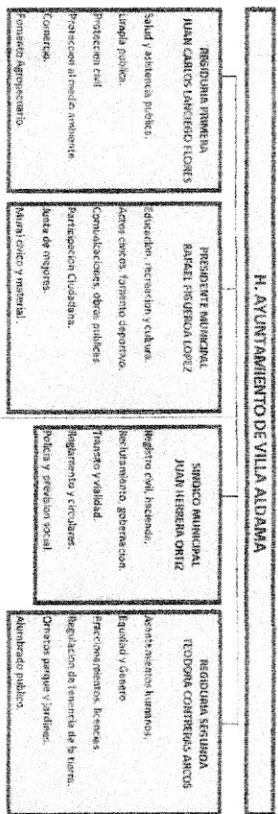 H. AYUNTAMIENTO DE VILLA ALDAMA
REGIDURIA PRIMERA
JUAN CARLOS LANDIEGO FLORES
Salud y asistencia publica.
Limpia publica.
Proteccion civil
Proteccion al medio ambiente
Comercio.
Fomento Agropecuario
PRESIDENTE MUNICIPAL
RAFAEL FIGUEROA LOPEZ
Educacion, recreacion y cultura.
Actos civicos, fomento deportivo.
Comunicaciones, obras publicas
Participacion Ciudadana.
Junta de mejoras.
Moral civico y material.
SINDICO MUNICIPAL
JUAN HERRERA ORTIZ
Registro civil, hacienda.
Reclutamiento, gobernacion.
Transito y vialidad.
Reglamento y circulares.
Policia y prevision social.
REGIDURIA SEGUNDA
TEODORA CONTRERAS ARCOS
Asentamientos humanos.
Equidad y Genero
Fraccionamientos, licencias
Regulacion de tenencia de la tierra.
Ornatos parque y jardines.
Alumbrado publico.